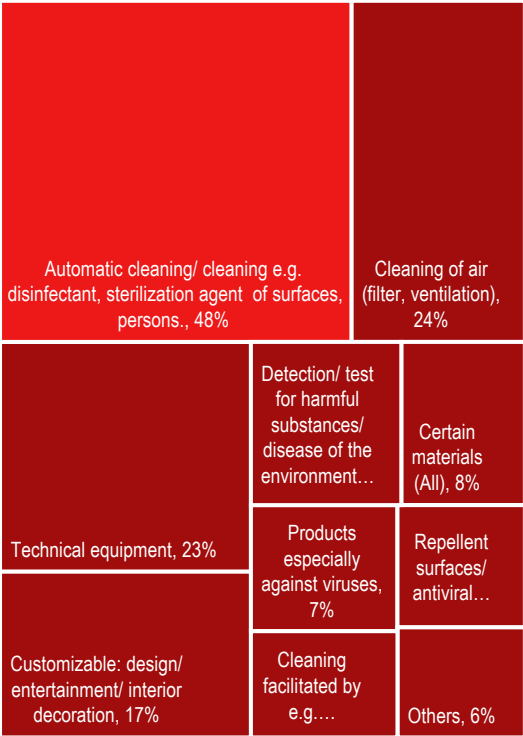 Automatic cleaning/ cleaning e.g.
disinfectant, sterilization agent of surfaces,
persons., 48%
Cleaning of air
(filter, ventilation),
24%
Technical equipment, 23%
Customizable: design/
entertainment/ interior
decoration, 17%
Detection/ test
for harmful
substances/
disease of the
environment…
Certain
materials
(All), 8%
Products
especially
against viruses,
7%
Repellent
surfaces/
antiviral…
Cleaning
facilitated by
e.g.…
Others, 6%